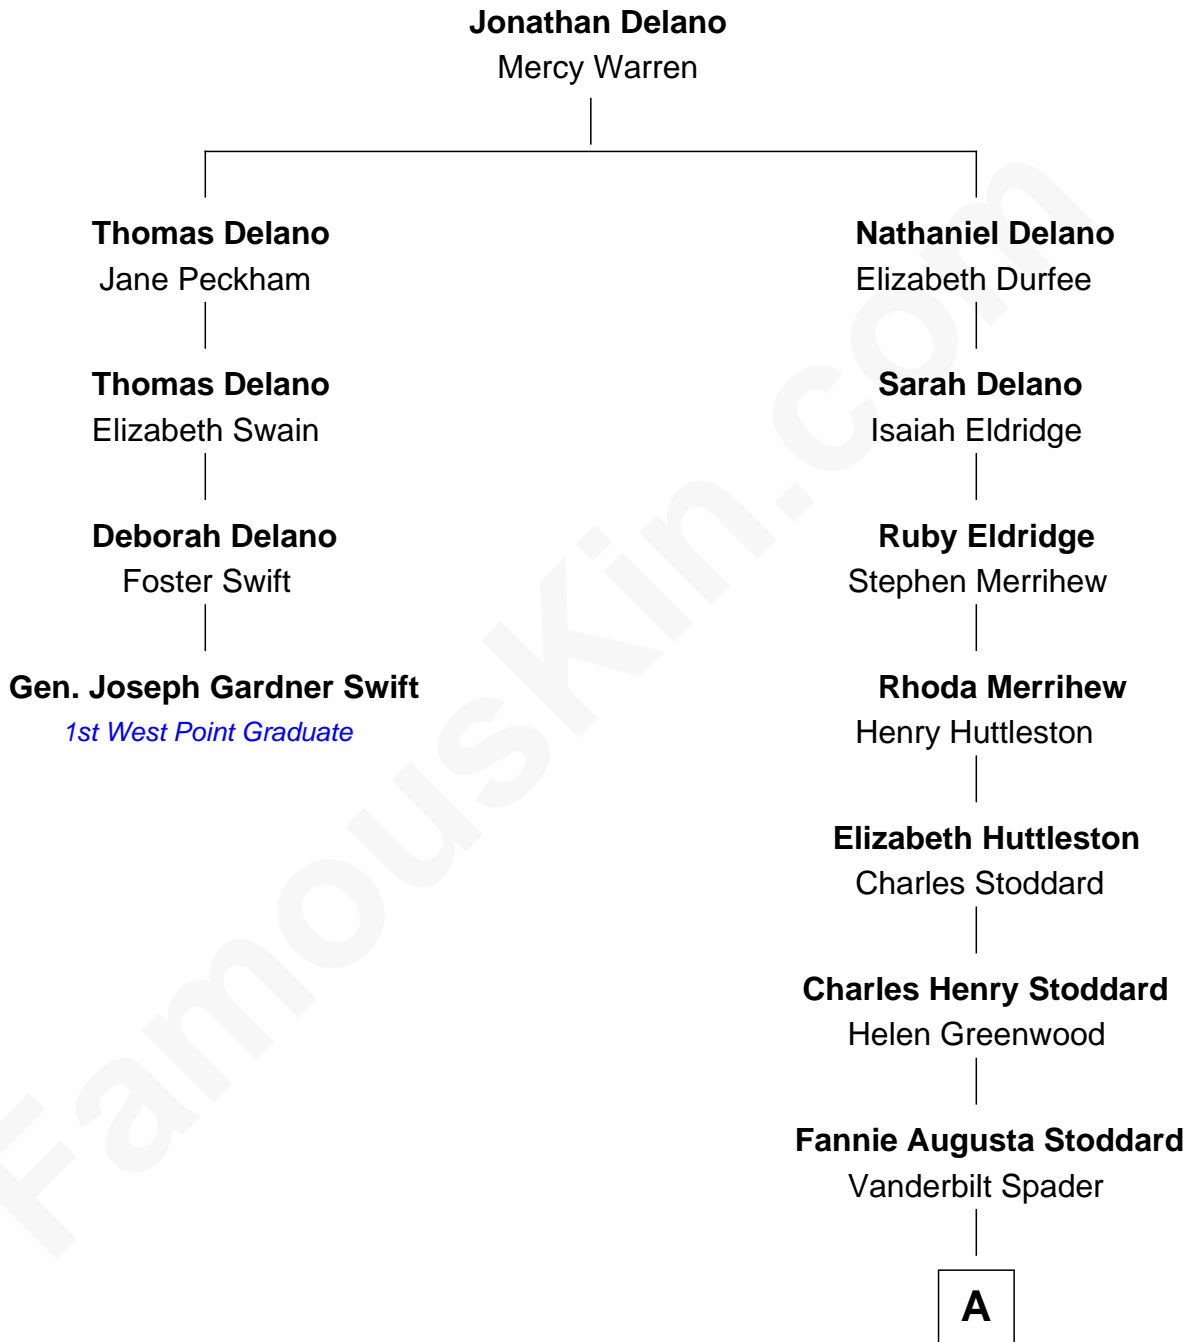 Jonathan Delano
Mercy Warren
Thomas Delano
Jane Peckham
Nathaniel Delano
Elizabeth Durfee
Thomas Delano
Elizabeth Swain
Sarah Delano
Isaiah Eldridge
Deborah Delano
Foster Swift
Ruby Eldridge
Stephen Merrihew
Gen. Joseph Gardner Swift
1st West Point Graduate
Rhoda Merrihew
Henry Huttleston
Elizabeth Huttleston
Charles Stoddard
Charles Henry Stoddard
Helen Greenwood
Fannie Augusta Stoddard
Vanderbilt Spader
A
FamousKin.com